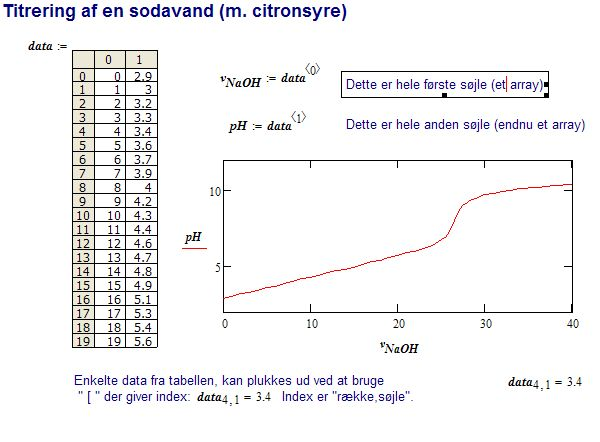 Titrering af en sodavand (m. citronsyre)
data :=
0 1
0 0 2.9
1 1 3
2 2 3.2
3 3 3.3
4 4 3.4
5 5 3.6
6 6 3.7
7 7 3.9
8 8 4
9 9 4.2
10 10 4.3
11 11 4.4
12 12 4.6
13 13 4.7
14 14 4.8
15 15 4.9
16 16 5.1
17 17 5.3
18 18 5.4
19 19 5.6
vNaOH := data⟨0⟩ Dette er hele første søjle (et array)
pH := data⟨1⟩ Dette er hele anden søjle (endnu et array)
10
pH
5
0 10 20 30 40
vNaOH
Enkelte data fra tabellen, kan plukkes ud ved at bruge
" [ " der giver index: data4,1 = 3.4 Index er "række,søjle".
data4,1 = 3.4